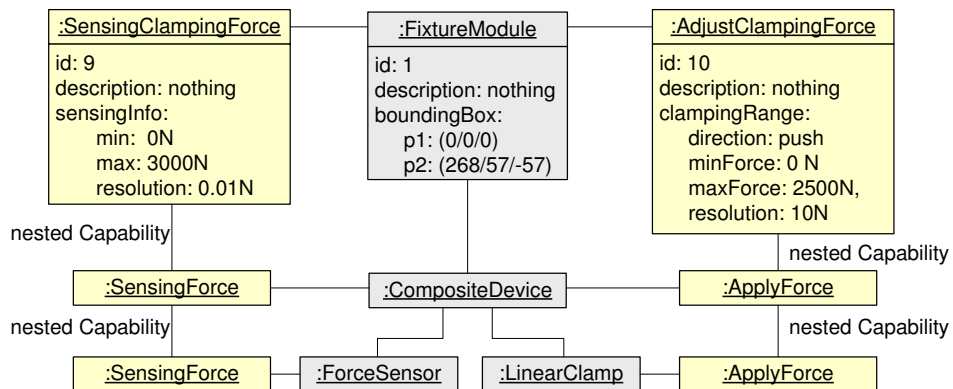 :SensingClampingForce
id: 9
description: nothing
sensingInfo:
min: 0N
max: 3000N
resolution: 0.01N
:FixtureModule
id: 1
description: nothing
boundingBox:
p1: (0/0/0)
p2: (268/57/-57)
:AdjustClampingForce
id: 10
description: nothing
clampingRange:
direction: push
minForce: 0 N
maxForce: 2500N,
resolution: 10N
nested Capability
nested Capability
:SensingForce
:CompositeDevice
:ApplyForce
nested Capability
nested Capability
:SensingForce
:ForceSensor
:LinearClamp
:ApplyForce